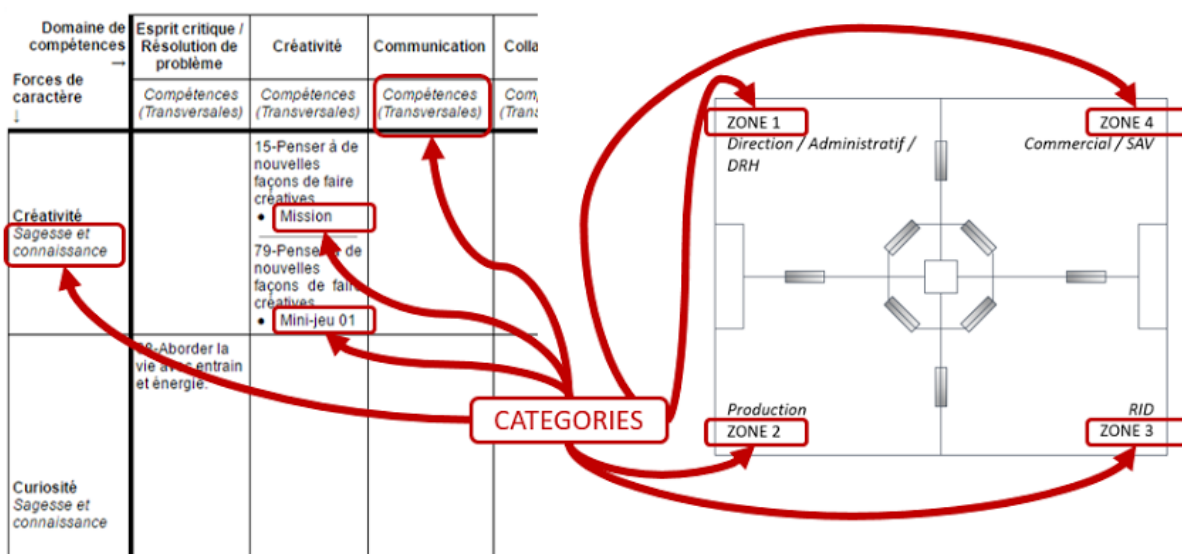 Domaine de
compétences
→
Forces de
caractère
↓
Esprit critique /
Résolution de
problème
Créativité
Communication
Colla
Compétences
(Transversales)
Compétences
(Transversales)
Compétences
(Transversales)
Com
(Trans
Créativité
Sagesse et
connaissance
15-Penser à de
nouvelles
façons de faire
créatives
• Mission
79-Penser à de
nouvelles
façons de faire
créatives
• Mini-jeu 01
Aborder la
vie avec entrain
et énergie.
Curiosité
Sagesse et
connaissance
CATEGORIES
ZONE 1
Direction / Administratif /
DRH
ZONE 4
Commercial / SAV
Production
ZONE 2
RID
ZONE 3